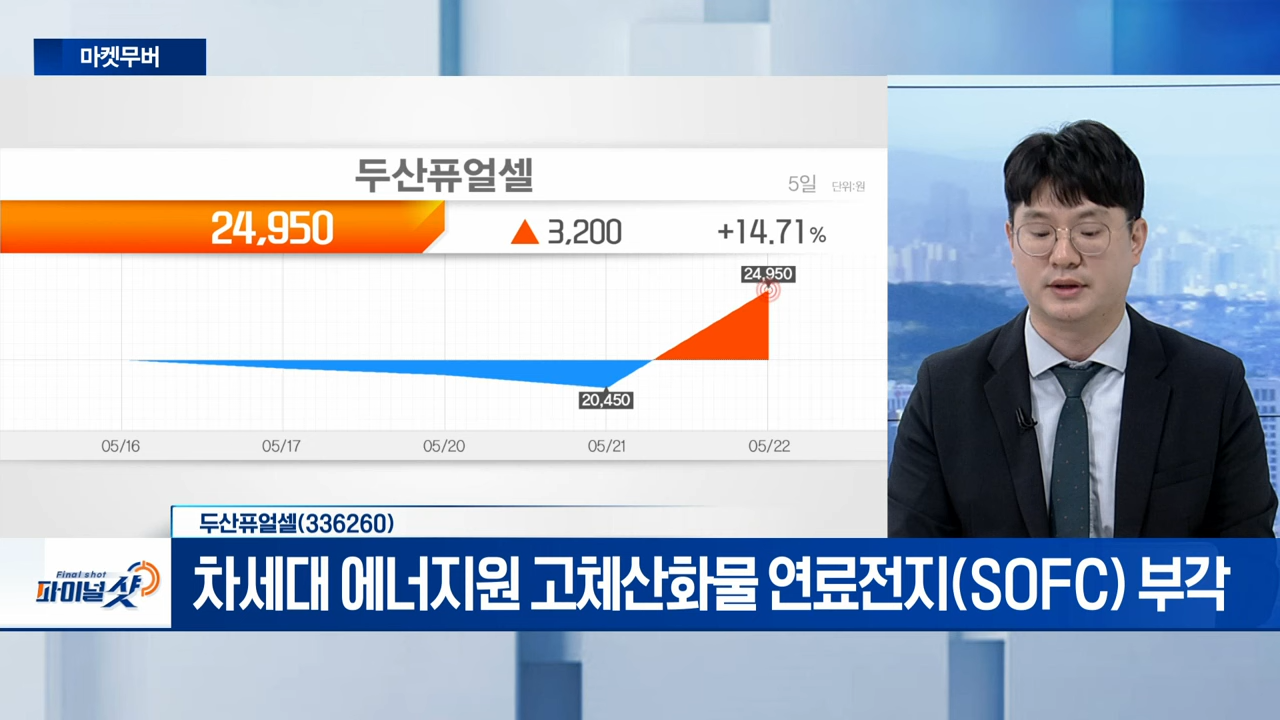 마켓무버
두산퓨얼셀
5일 단위:원
24,950 ▲ 3,200 +14.71%
24,950
20,450
05/16 05/17 05/20 05/21 05/22
두산퓨얼셀(336260)
Final shot
파이널샷
차세대 에너지원 고체산화물 연료전지(SOFC) 부각